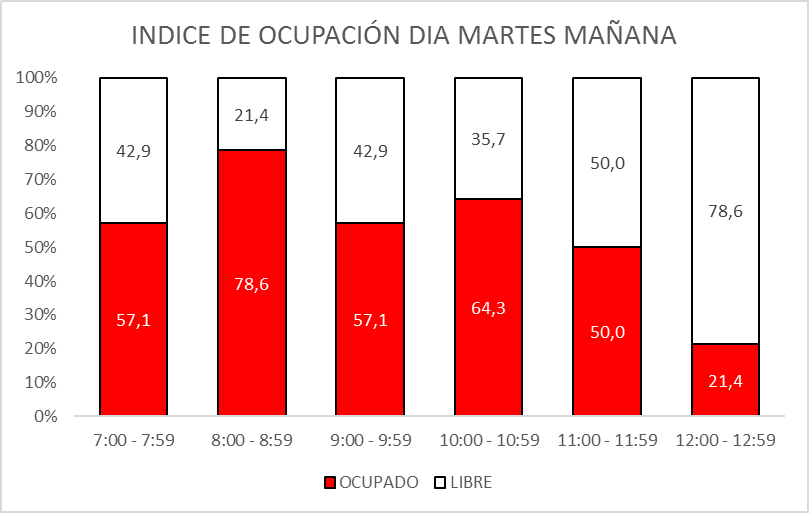 INDICE DE OCUPACIÓN DIA MARTES MAÑANA
100%
90%
80%
70%
60%
50%
40%
30%
20%
10%
0%
42,9
21,4
42,9
35,7
50,0
78,6
57,1
78,6
57,1
64,3
50,0
21,4
7:00 - 7:59
8:00 - 8:59
9:00 - 9:59
10:00 - 10:59
11:00 - 11:59
12:00 - 12:59
OCUPADO
LIBRE